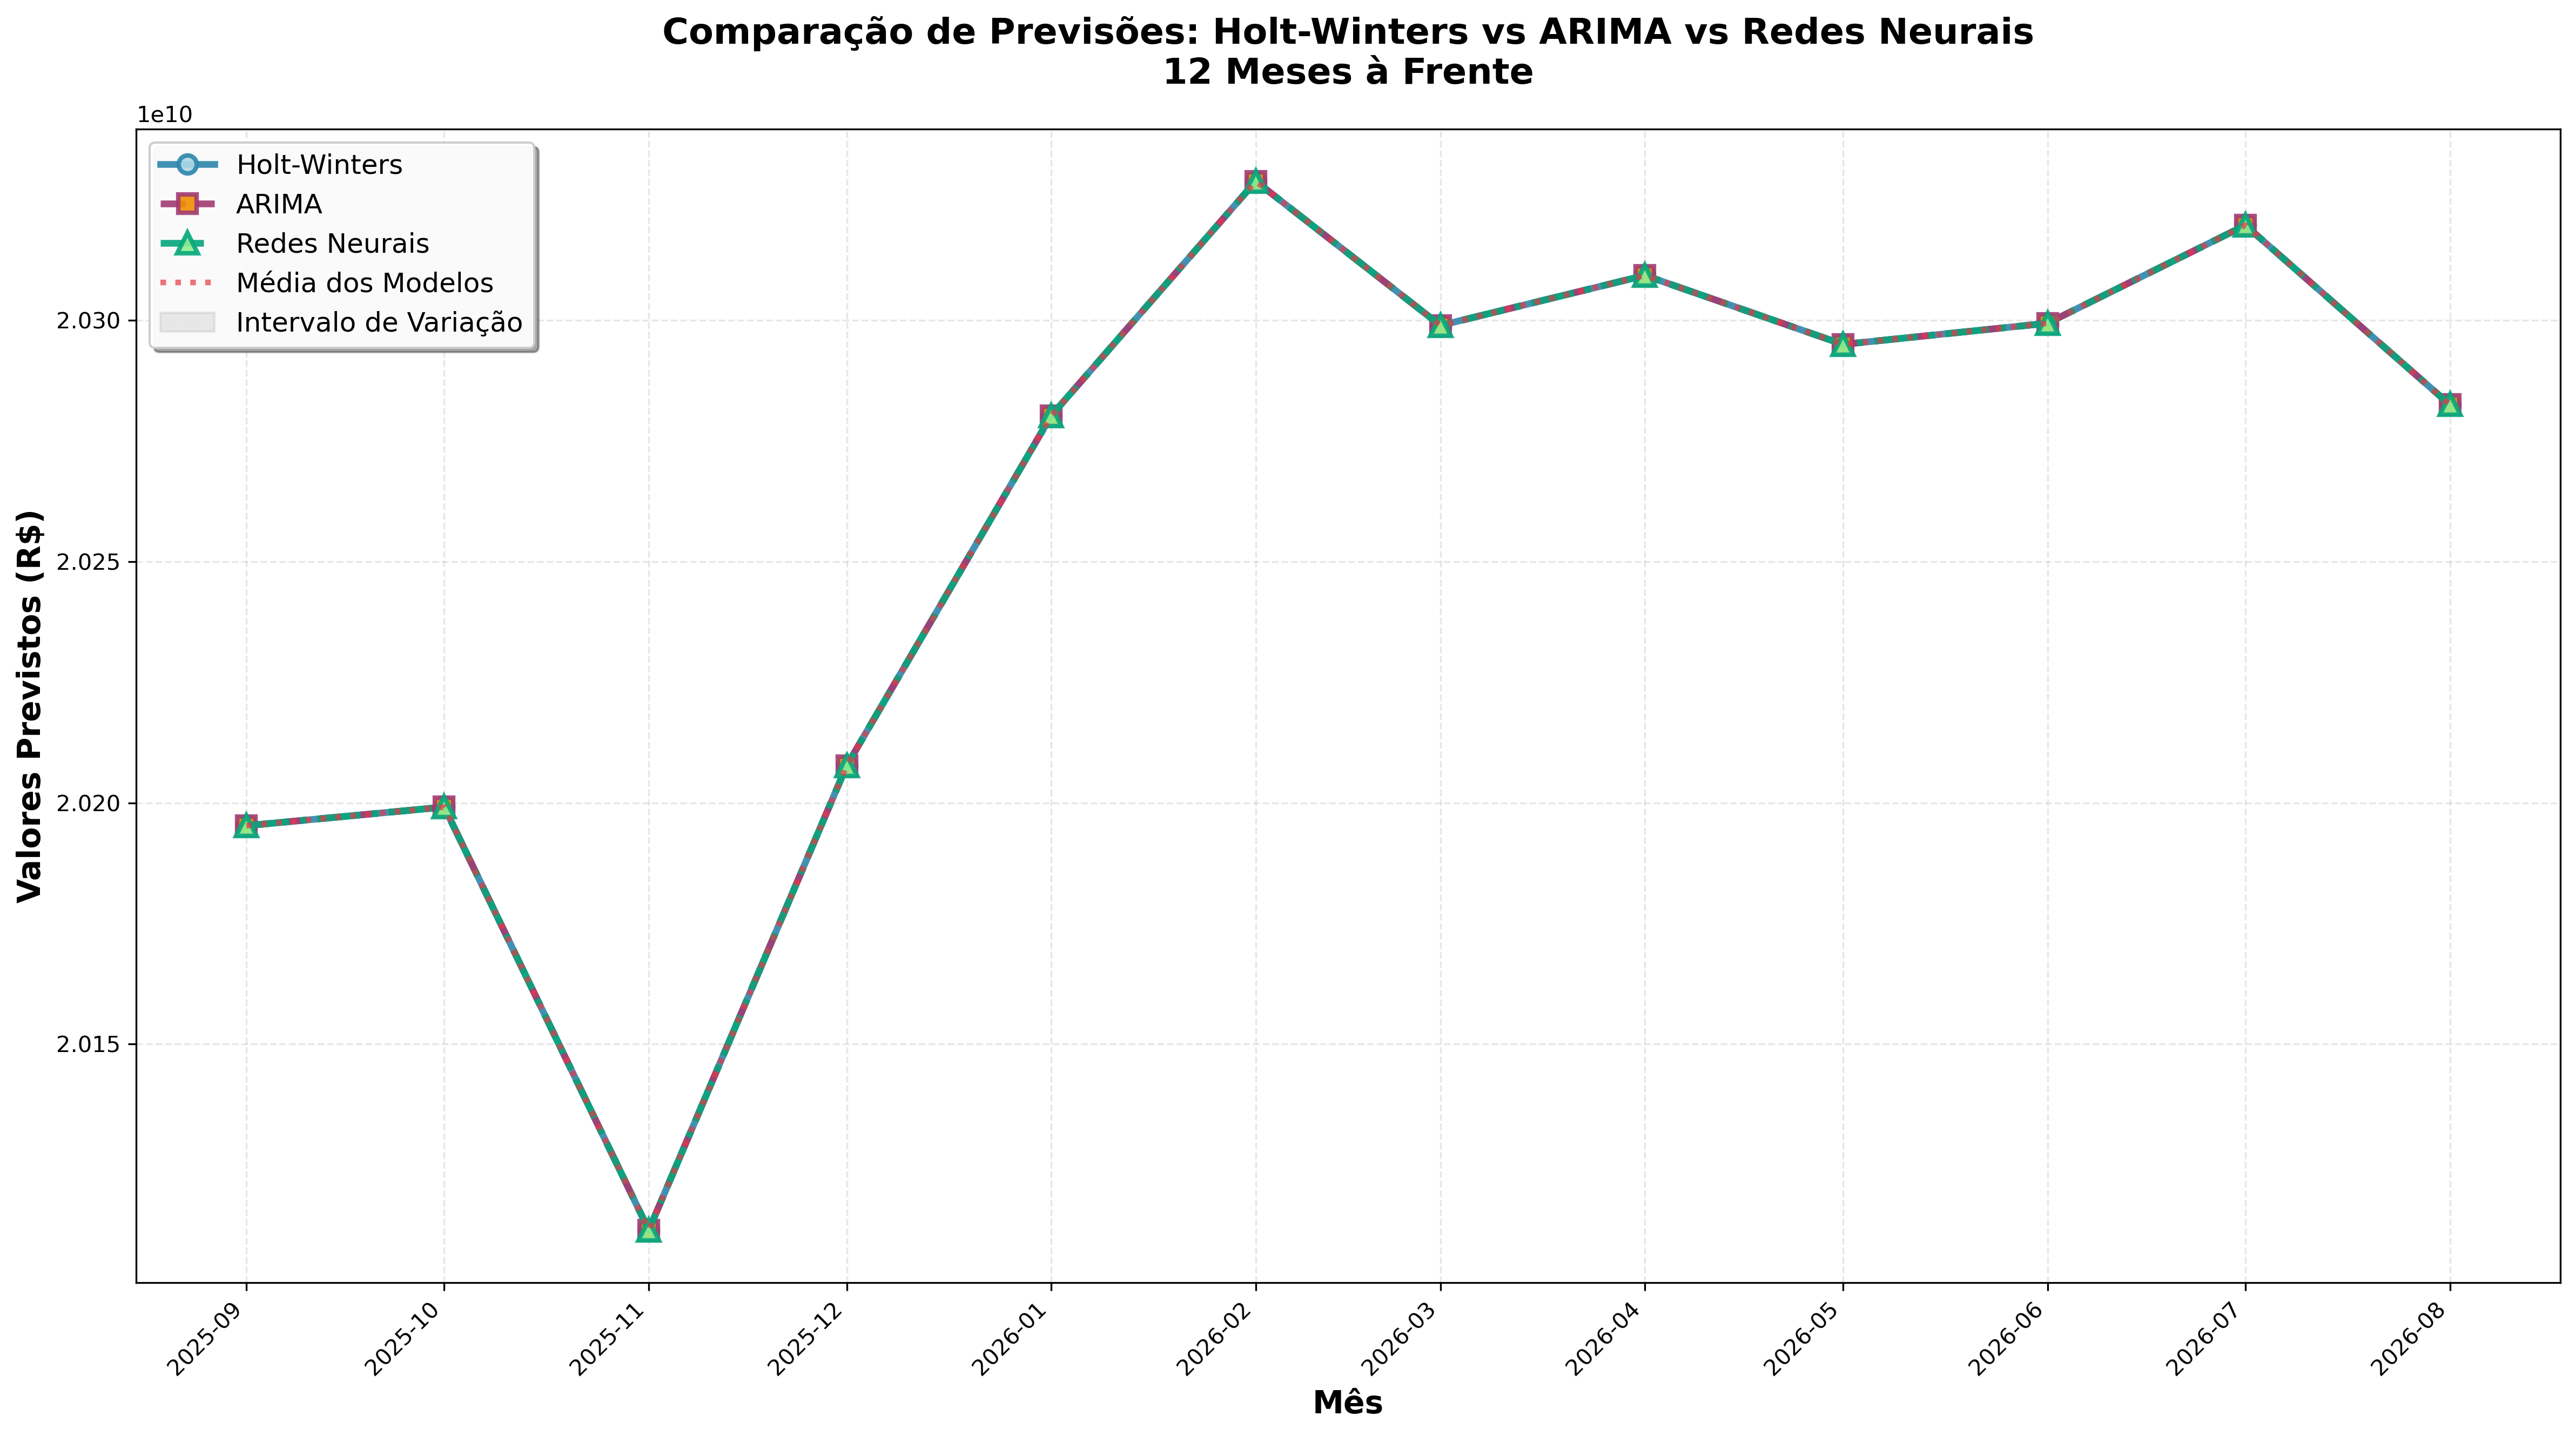 Comparação de Previsões: Holt-Winters vs ARIMA vs Redes Neurais
12 Meses à Frente
1e10
Holt-Winters
ARIMA
Redes Neurais
Média dos Modelos
Intervalo de Variação
Valores Previstos (R$)
2.030
2.025
2.020
2.015
2025-09
2025-10
2025-11
2025-12
2026-01
2026-02
2026-03
2026-04
2026-05
2026-06
2026-07
2026-08
Mês